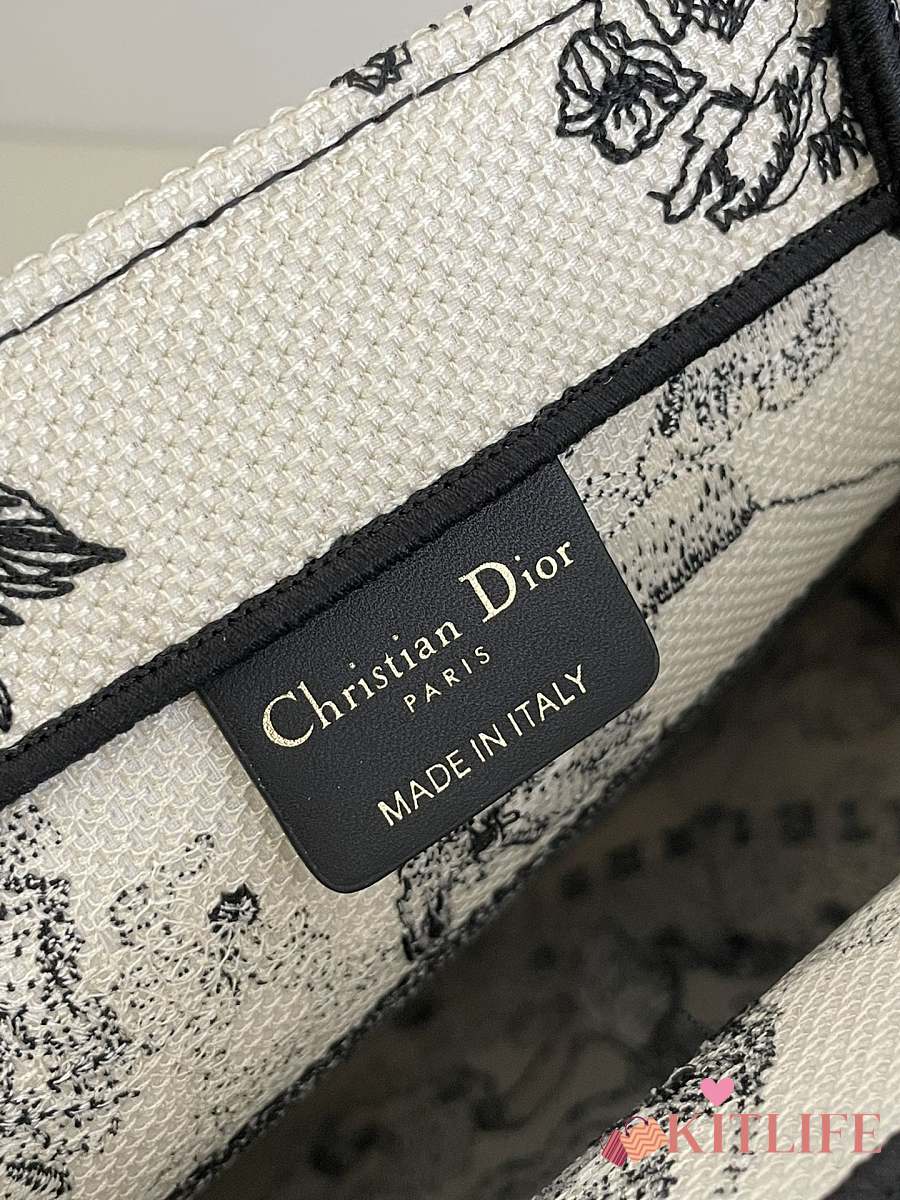 Christian Dior
PARIS
MADE IN ITALY
KITLIFE